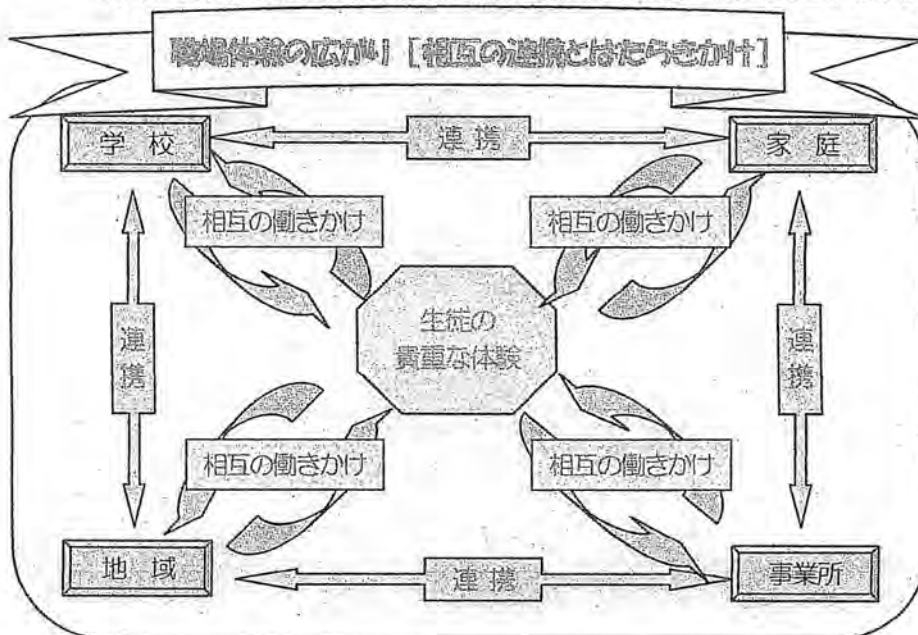 職場体験の広がり [相互の連携とはたらきかけ]
学校
連携
家庭
相互の働きかけ
相互の働きかけ
連携
生徒の
貴重な体験
連携
相互の働きかけ
相互の働きかけ
地域
連携
事業所